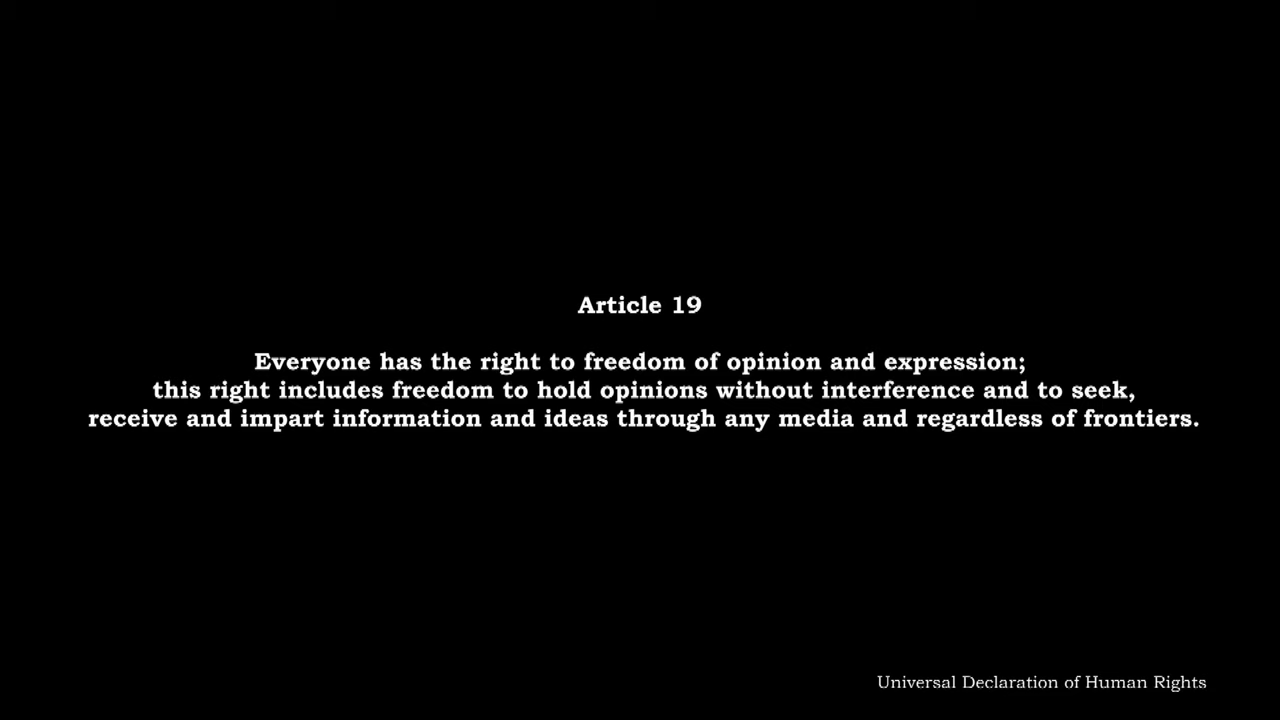 Article 19
Everyone has the right to freedom of opinion and expression;
this right includes freedom to hold opinions without interference and to seek,
receive and impart information and ideas through any media and regardless of frontiers.
Universal Declaration of Human Rights